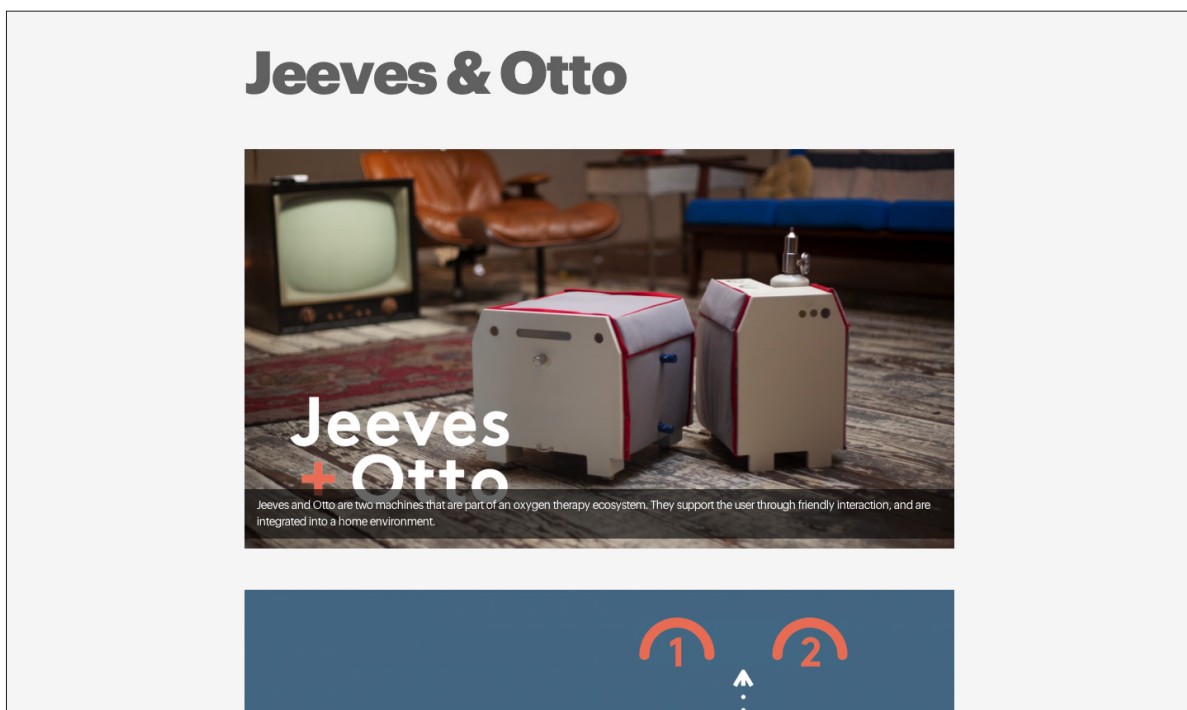 Jeeves & Otto
Jeeves
+ Otto
Jeeves and Otto are two machines that are part of an oxygen therapy ecosystem. They support the user through friendly interaction, and are
integrated into a home environment.
1 2